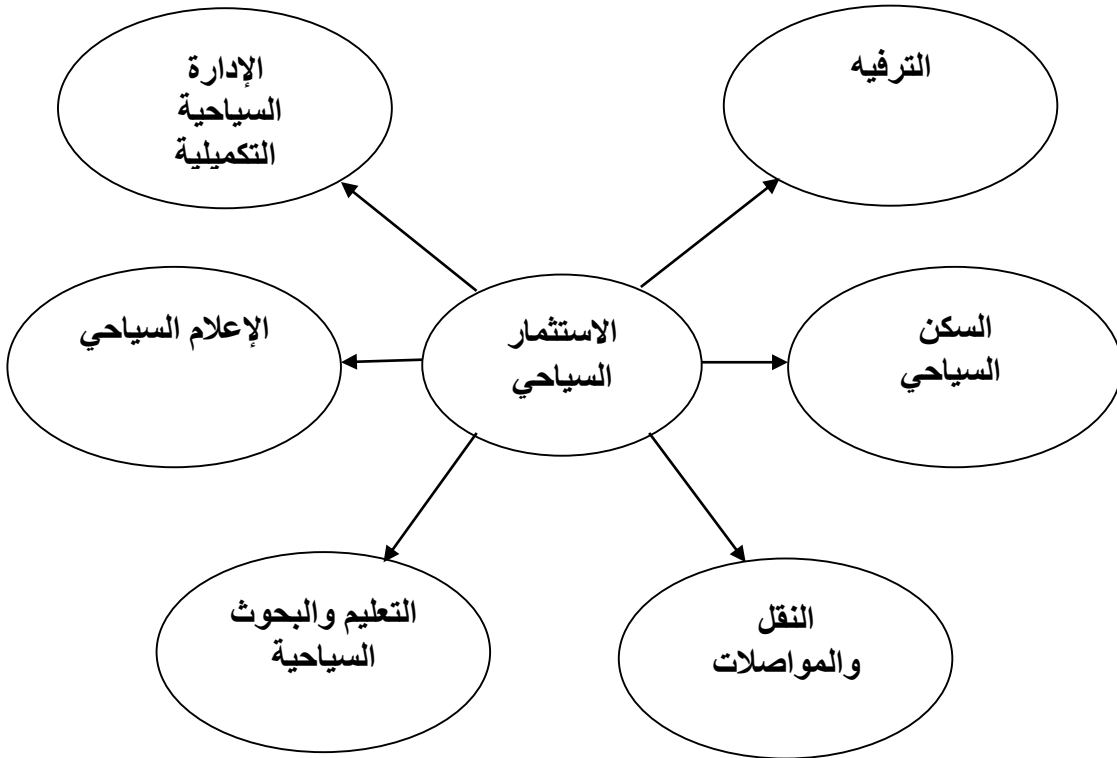 الترفيه
الإدارة
السياحية
التكميلية
السكن
السياحي
الاستثمار
السياحي
الإعلام السياحي
النقل
والمواصلات
التعليم والبحوث
السياحية